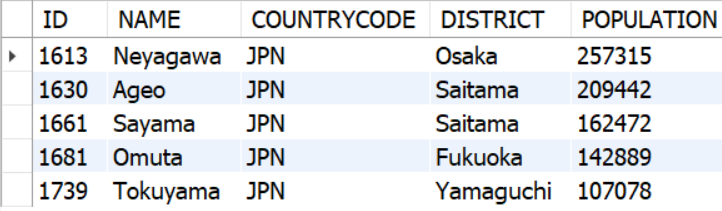 ID NAME COUNTRYCODE DISTRICT POPULATION
1613 Neyagawa JPN Osaka 257315
1630 Ageo JPN Saitama 209442
1661 Sayama JPN Saitama 162472
1681 Omuta JPN Fukuoka 142889
1739 Tokuyama JPN Yamaguchi 107078